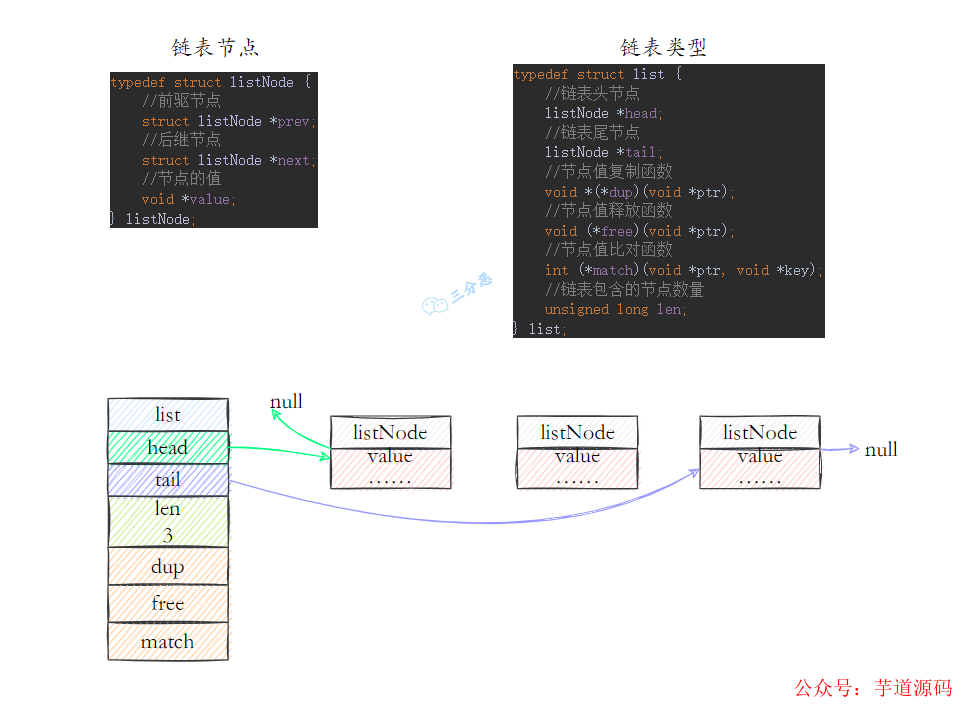 链表节点
typedef struct listNode {
//前驱节点
struct listNode *prev;
//后继节点
struct listNode *next;
//节点的值
void *value;
} listNode;
链表类型
typedef struct list {
//链表头节点
listNode *head;
//链表尾节点
listNode *tail;
//节点值复制函数
void *(*dup)(void *ptr);
//节点值释放函数
void (*free)(void *ptr);
//节点值比对函数
int (*match)(void *ptr, void *key);
//链表包含的节点数量
unsigned long len;
} list;
三分恶
list
head
tail
len
3
dup
free
match
null
listNode
value
……
listNode
value
……
listNode
value
……
null
公众号：芋道源码